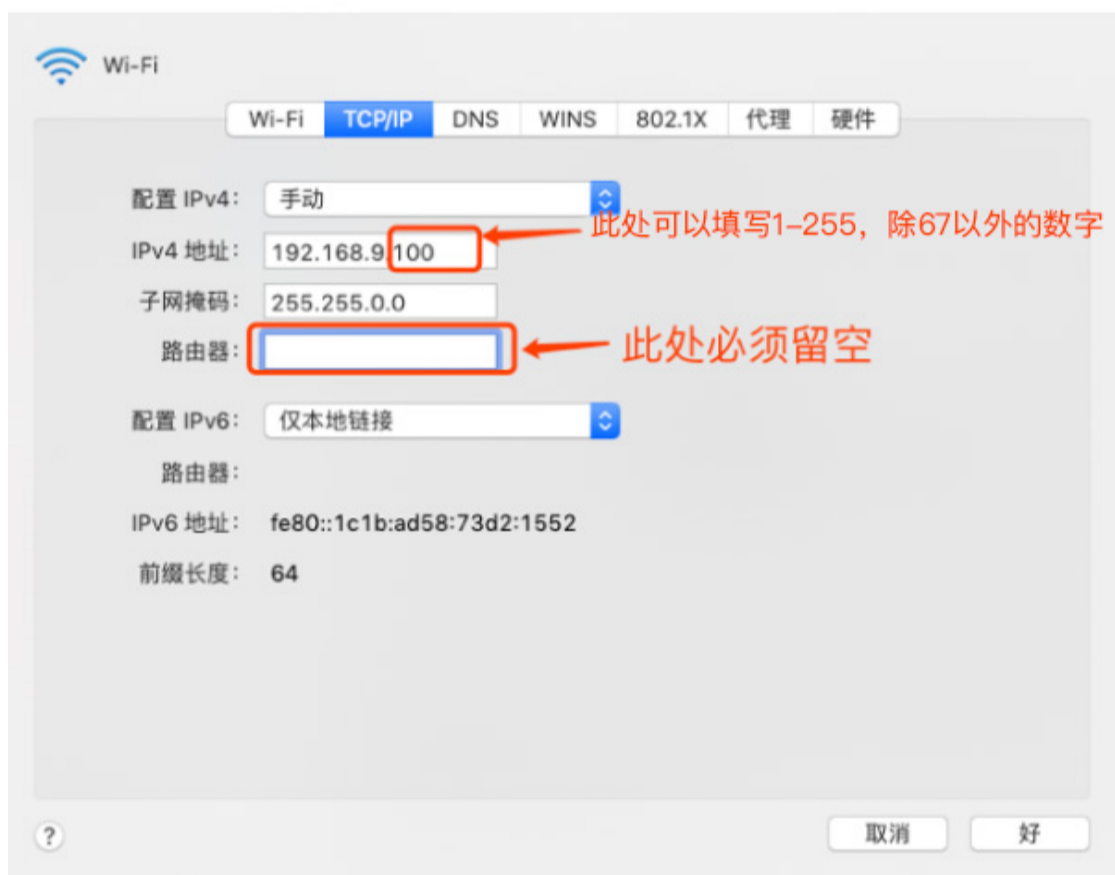 Wi-Fi
Wi-Fi TCP/IP DNS WINS 802.1X 代理 硬件
配置 IPv4： 手动
此处可以填写1-255，除67以外的数字
IPv4 地址： 192.168.9.100
子网掩码： 255.255.0.0
路由器：
此处必须留空
配置 IPv6： 仅本地链接
路由器：
IPv6 地址： fe80::1c1b:ad58:73d2:1552
前缀长度： 64
? 取消 好